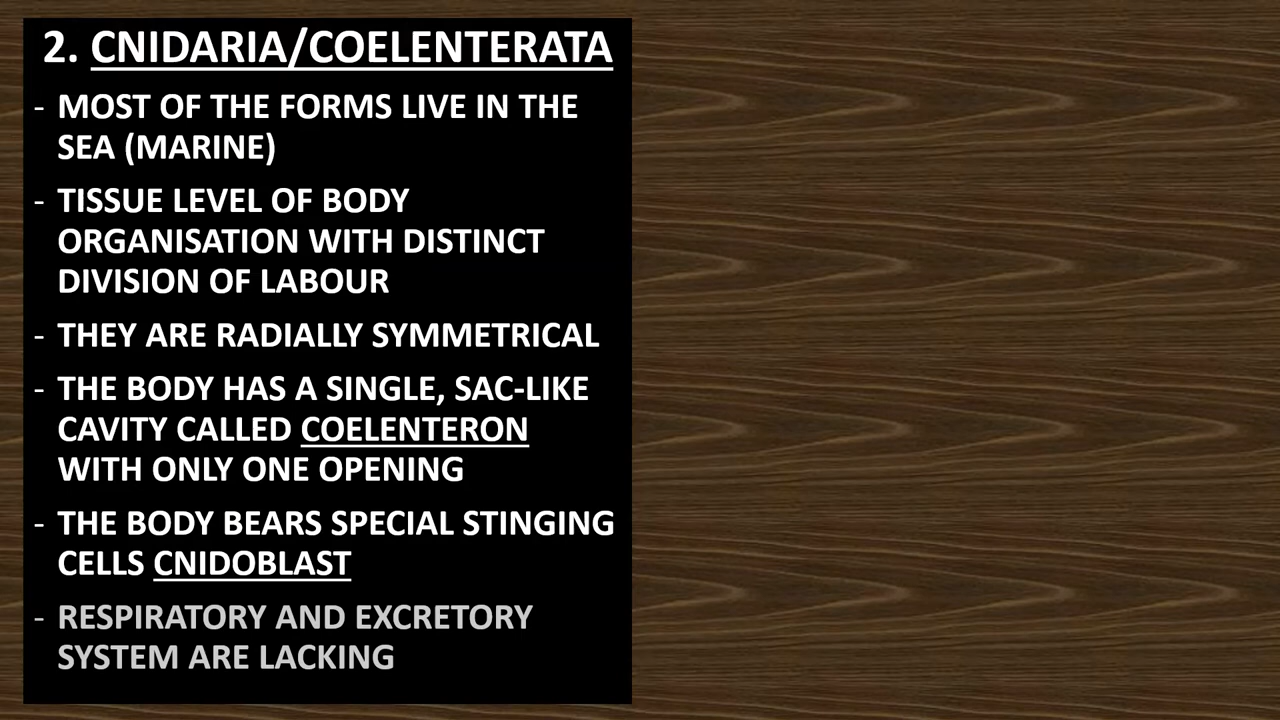 2. CNIDARIA/COELENTERATA
- MOST OF THE FORMS LIVE IN THE
SEA (MARINE)
- TISSUE LEVEL OF BODY
ORGANISATION WITH DISTINCT
DIVISION OF LABOUR
- THEY ARE RADIALLY SYMMETRICAL
- THE BODY HAS A SINGLE, SAC-LIKE
CAVITY CALLED COELENTERON
WITH ONLY ONE OPENING
- THE BODY BEARS SPECIAL STINGING
CELLS CNIDOBLAST
- RESPIRATORY AND EXCRETORY
SYSTEM ARE LACKING